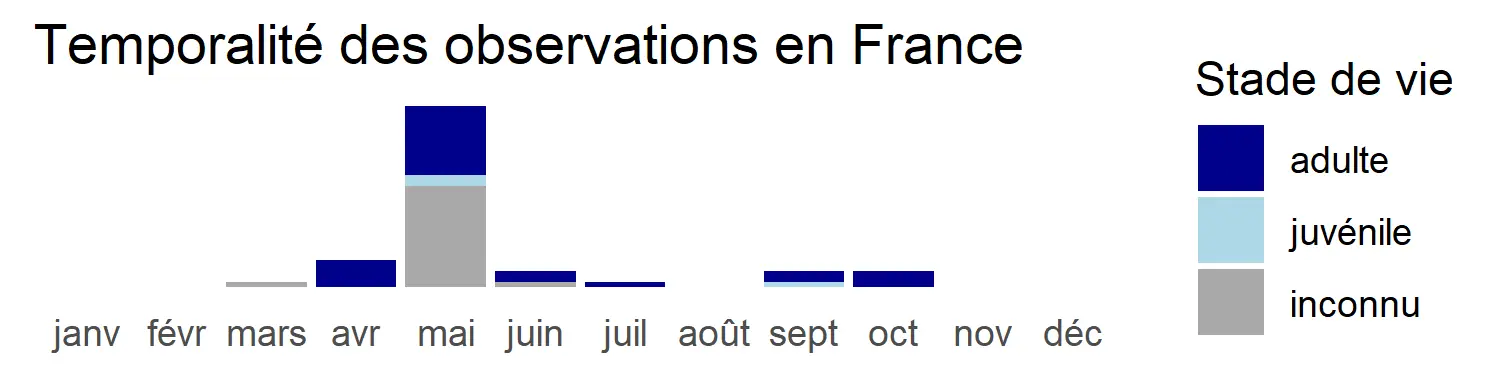 Temporalité des observations en France
Stade de vie
adulte
juvénile
inconnu
janv févr mars avr mai juin juil août sept oct nov déc